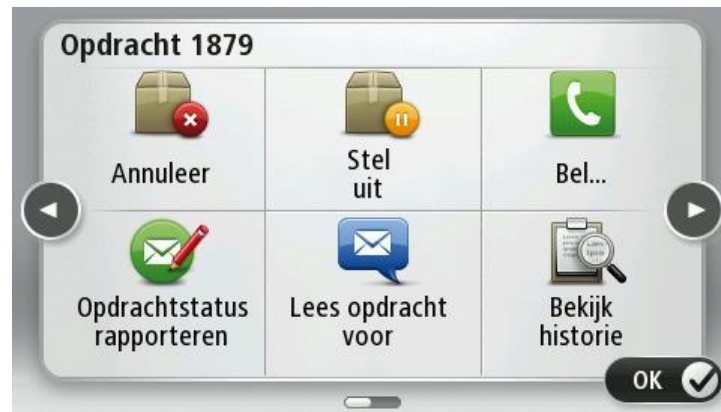 Opdracht 1879
Annuleer
Stel
uit
Bel...
Opdrachtstatus
rapporteren
Lees opdracht
voor
Bekijk
historie
OK